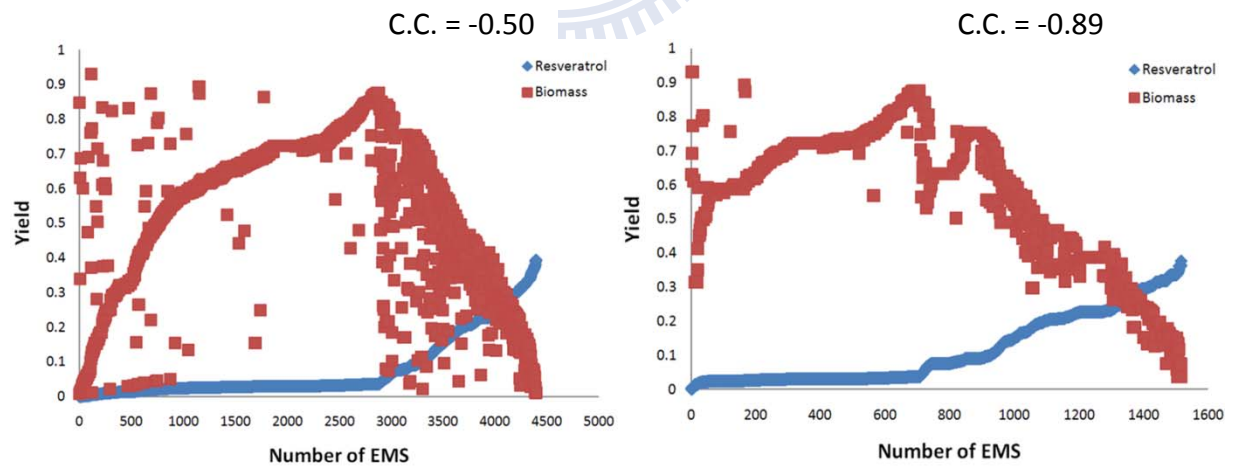 C.C. = -0.50
C.C. = -0.89
1
0.9
0.8
0.7
0.6
0.5
0.4
0.3
0.2
0.1
0
Yield
Resveratrol
Biomass
0 500 1000 1500 2000 2500 3000 3500 4000 4500 5000
Number of EMS
1
0.9
0.8
0.7
0.6
0.5
0.4
0.3
0.2
0.1
0
Yield
Resveratrol
Biomass
0 200 400 600 800 1000 1200 1400 1600
Number of EMS